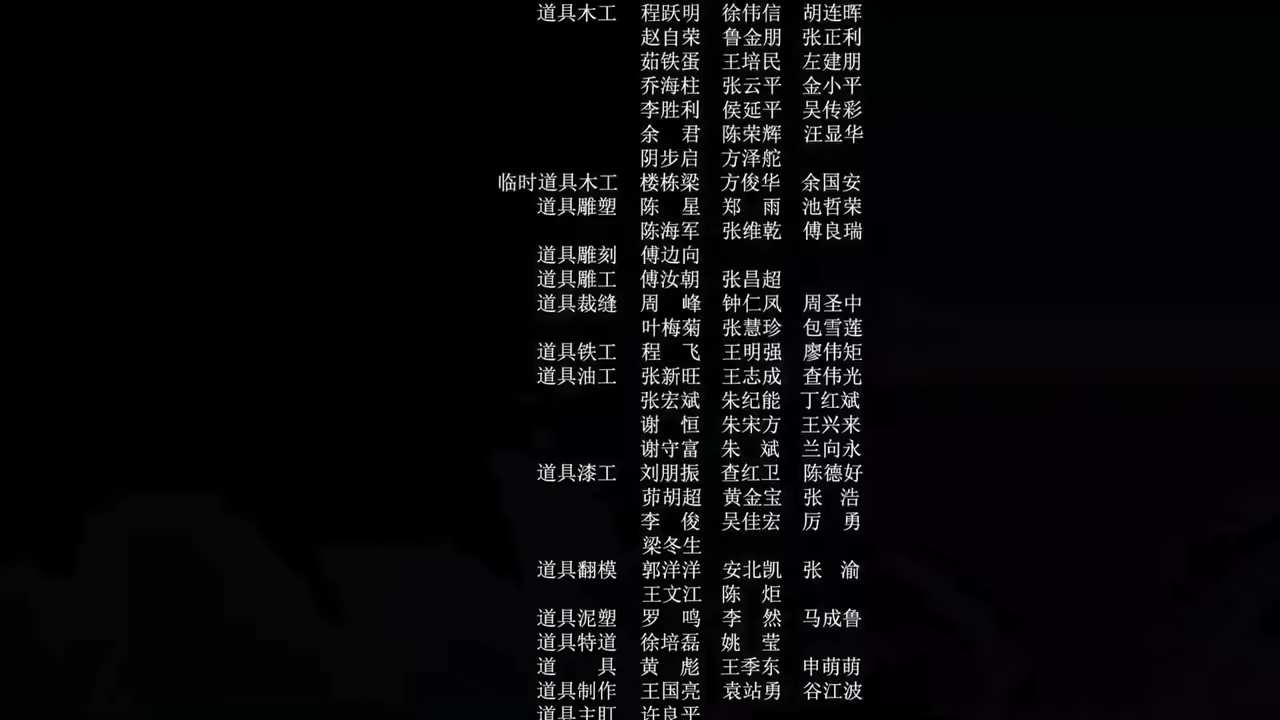 道具木工 程跃明 徐伟信 胡连晖
赵自荣 鲁金朋 张正利
茹铁蛋 王培民 左建朋
乔海柱 张云平 金小平
李胜利 侯延平 吴传彩
余 君 陈荣辉 汪显华
阴步启 方泽舵
临时道具木工 楼栋梁 方俊华 余国安
道具雕塑 陈 星 郑 雨 池哲荣
陈海军 张维乾 傅良瑞
道具雕刻 傅边向
道具雕工 傅汝朝 张昌超
道具裁缝 周 峰 钟仁凤 周圣中
叶梅菊 张慧珍 包雪莲
道具铁工 程 飞 王明强 廖伟矩
道具油工 张新旺 王志成 查伟光
张宏斌 朱纪能 丁红斌
谢 恒 朱宋方 王兴来
谢守富 朱 斌 兰向永
道具漆工 刘朋振 查红卫 陈德好
茆胡超 黄金宝 张 浩
李 俊 吴佳宏 厉 勇
梁冬生
道具翻模 郭洋洋 安北凯 张 渝
王文江 陈 炬
道具泥塑 罗 鸣 李 然 马成鲁
道具特道 徐培磊 姚 莹
道 具 黄 彪 王季东 申萌萌
道具制作 王国亮 袁站勇 谷江波
道具主盯 许良平